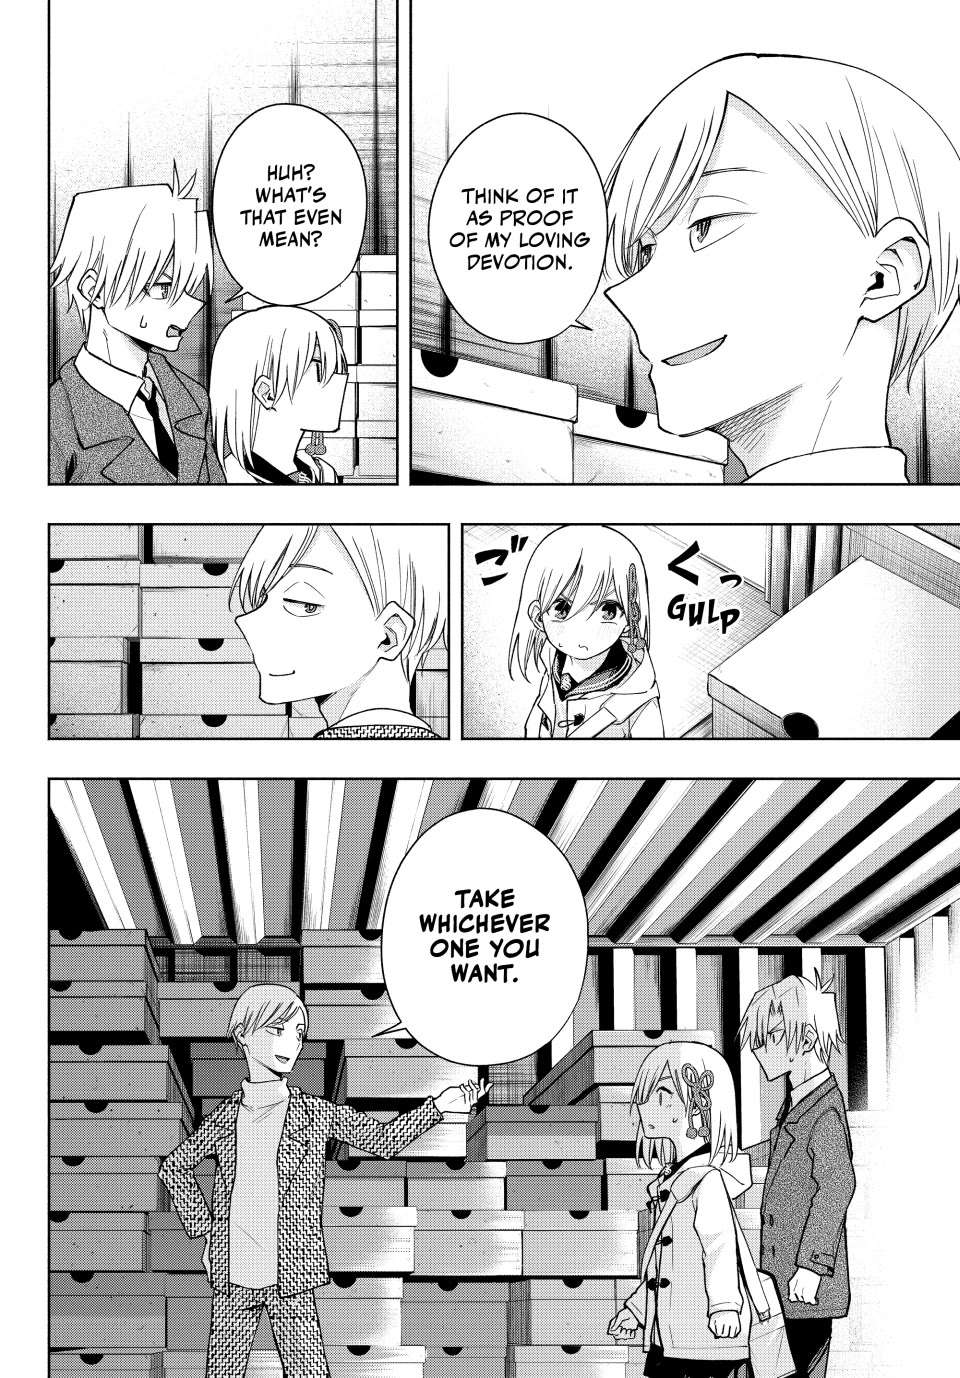 THINK OF IT
AS PROOF
OF MY LOVING
DEVOTION.
HUH?
WHAT'S
THAT EVEN
MEAN?
ごくっ
GULP
TAKE
WHICHEVER
ONE YOU
WANT.